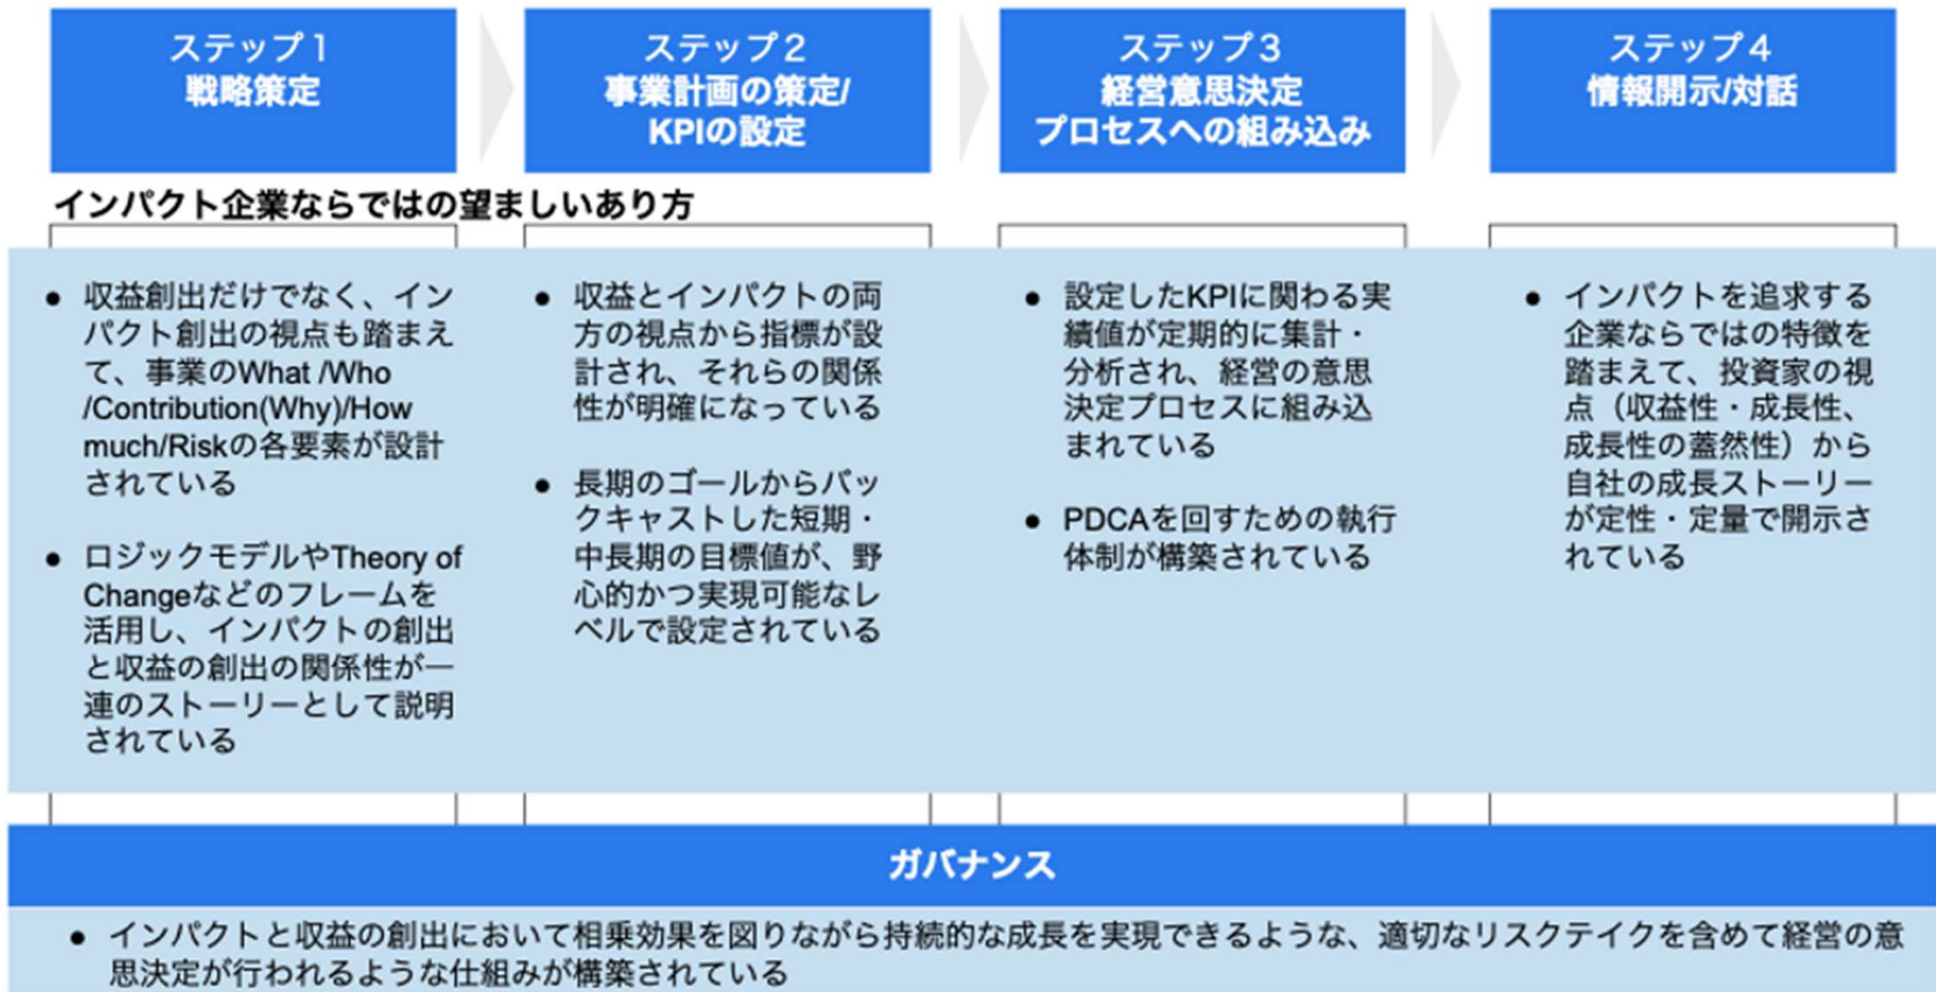 ステップ１
戦略策定
ステップ２
事業計画の策定/
KPIの設定
ステップ３
経営意思決定
プロセスへの組み込み
ステップ４
情報開示/対話
インパクト企業ならではの望ましいあり方
● 収益創出だけでなく、イン
パクト創出の視点も踏まえ
て、事業のWhat /Who
/Contribution(Why)/How
much/Riskの各要素が設計
されている
● ロジックモデルやTheory of
Changeなどのフレームを
活用し、インパクトの創出
と収益の創出の関係性が一
連のストーリーとして説明
されている
● 収益とインパクトの両
方の視点から指標が設
計され、それらの関係
性が明確になっている
● 長期のゴールからバッ
クキャストした短期・
中長期の目標値が、野
心的かつ実現可能なレ
ベルで設定されている
● 設定したKPIに関わる実
績値が定期的に集計・
分析され、経営の意思
決定プロセスに組み込
まれている
● PDCAを回すための執行
体制が構築されている
● インパクトを追求する
企業ならではの特徴を
踏まえて、投資家の視
点（収益性・成長性、
成長性の蓋然性）から
自社の成長ストーリー
が定性・定量で開示さ
れている
ガバナンス
● インパクトと収益の創出において相乗効果を図りながら持続的な成長を実現できるような、適切なリスクテイクを含めて経営の意
思決定が行われるような仕組みが構築されている